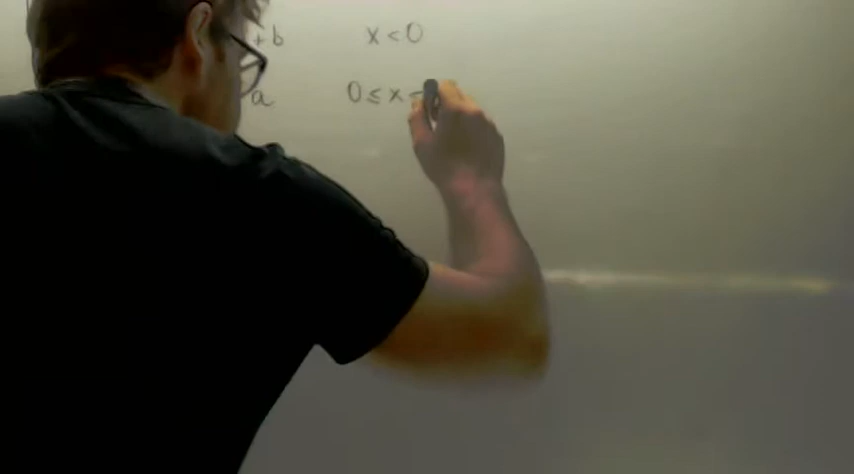 +b x < 0
a 0 ≤ x <